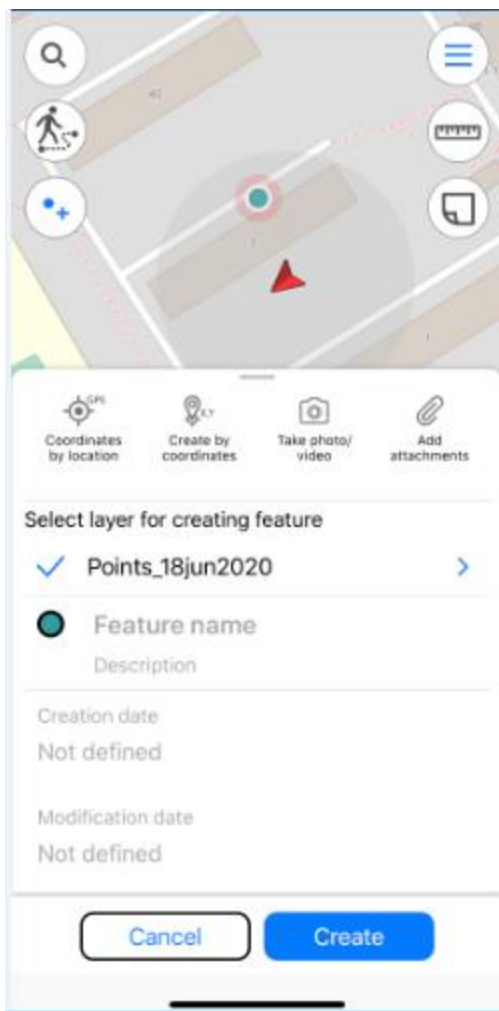 GPS
X,Y
Coordinates
by location
Create by
coordinates
Take photo/
video
Add
attachments
Select layer for creating feature
Points_18jun2020
Feature name
Description
Creation date
Not defined
Modification date
Not defined
Cancel
Create